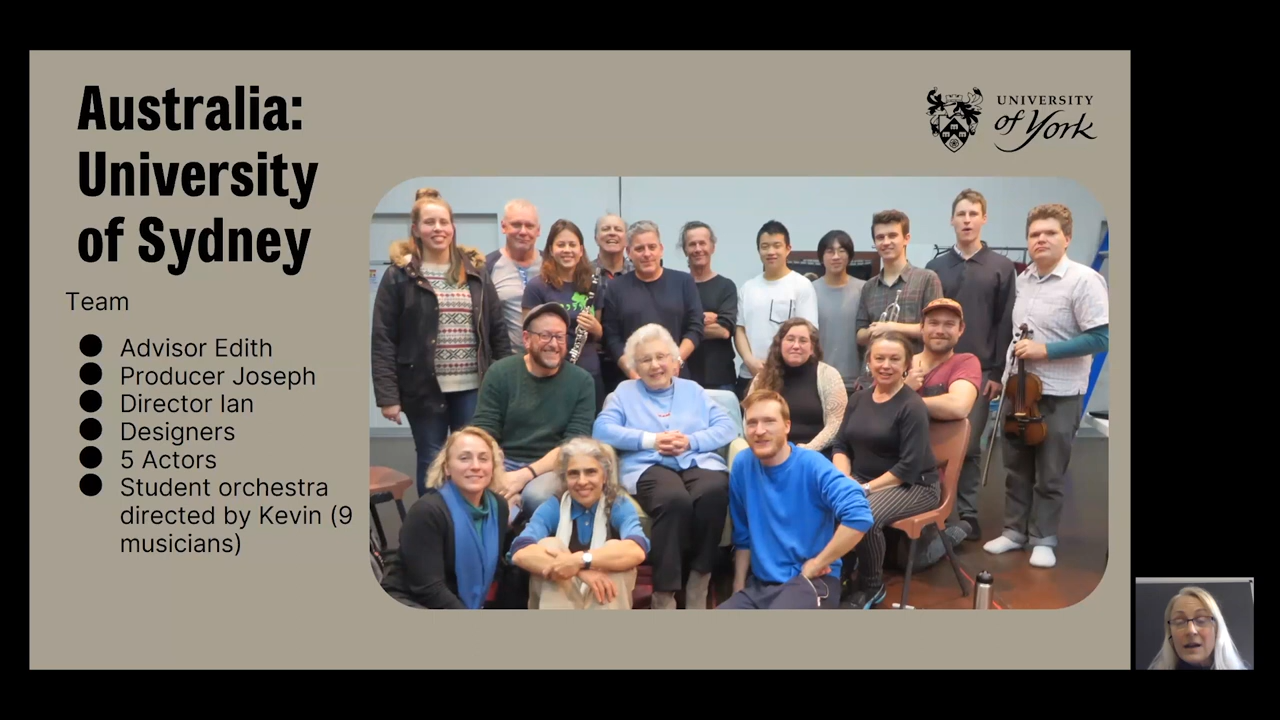 Australia:
University
of Sydney
UNIVERSITY
of York
Team
● Advisor Edith
● Producer Joseph
● Director Ian
● Designers
● 5 Actors
● Student orchestra
directed by Kevin (9
musicians)